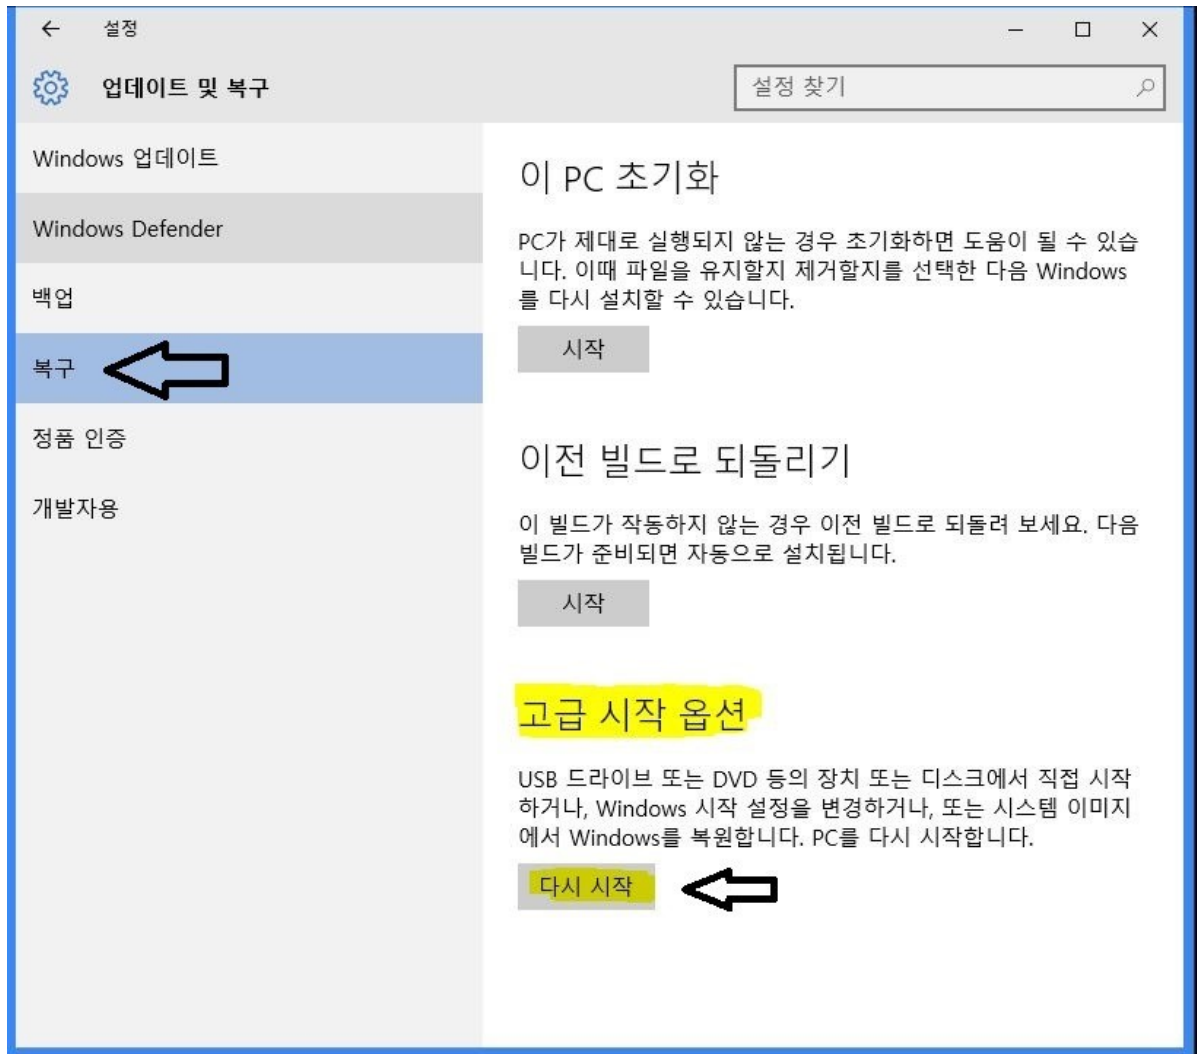 설정
업데이트 및 복구
설정 찾기
Windows 업데이트
Windows Defender
백업
복구
정품 인증
개발자용
이 PC 초기화
PC가 제대로 실행되지 않는 경우 초기화하면 도움이 될 수 있습
니다. 이때 파일을 유지할지 제거할지를 선택한 다음 Windows
를 다시 설치할 수 있습니다.
시작
이전 빌드로 되돌리기
이 빌드가 작동하지 않는 경우 이전 빌드로 되돌려 보세요. 다음
빌드가 준비되면 자동으로 설치됩니다.
시작
고급 시작 옵션
USB 드라이브 또는 DVD 등의 장치 또는 디스크에서 직접 시작
하거나, Windows 시작 설정을 변경하거나, 또는 시스템 이미지
에서 Windows를 복원합니다. PC를 다시 시작합니다.
다시 시작